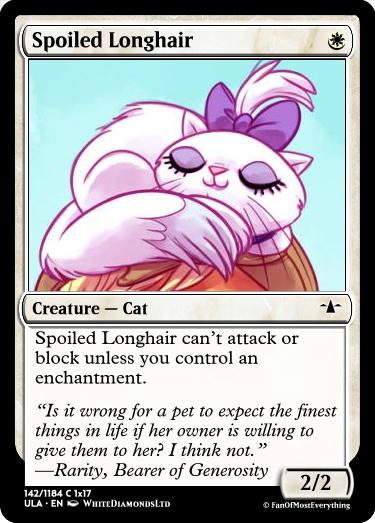 Spoiled Longhair
Creature — Cat
Spoiled Longhair can't attack or
block unless you control an
enchantment.
“Is it wrong for a pet to expect the finest
things in life if her owner is willing to
give them to her? I think not.”
—Rarity, Bearer of Generosity
2/2
142/1184 C 1x17
ULA • EN WhiteDiamondsLtd
© FanOfMostEverything